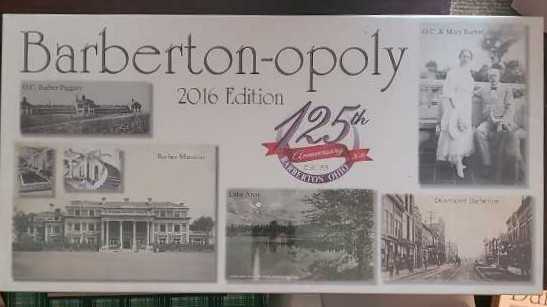 Barberton-opoly
2016 Edition
O.C. Barber Piggery
O.C. & Mary Barber
125th
Anniversary
BARBERTON, OHIO
Barber Mansion
Lake Anna
Downtown Barberton